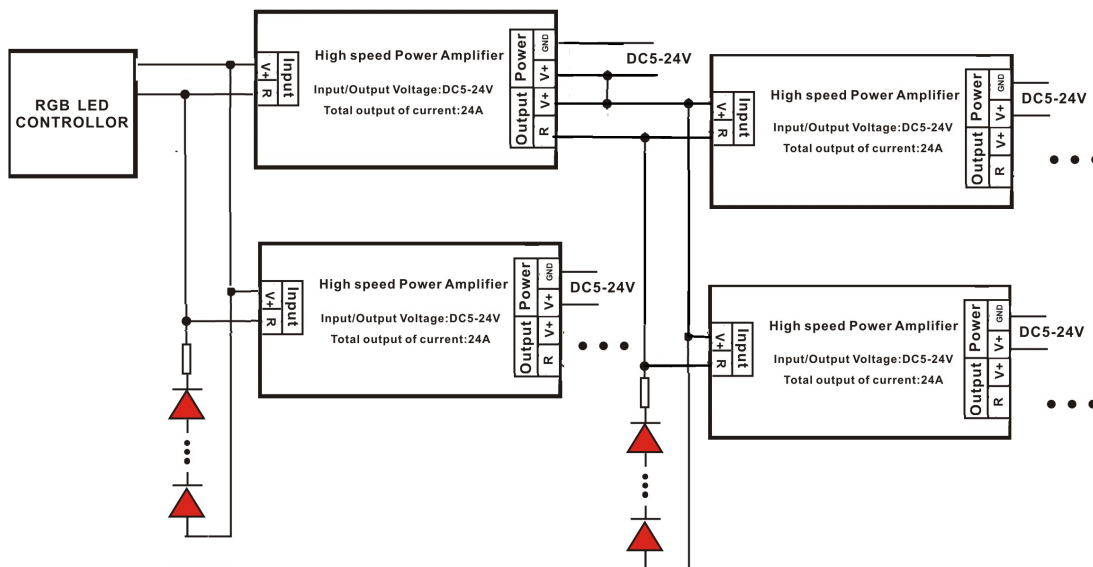 RGB LED
CONTROLLOR
Input
V+
R
High speed Power Amplifier
Input/Output Voltage:DC5-24V
Total output of current:24A
Output Power
GND
V+
V+
R
DC5-24V
Input
V+
R
High speed Power Amplifier
Input/Output Voltage:DC5-24V
Total output of current:24A
Output Power
GND
V+
R
DC5-24V
Input
V+
R
High speed Power Amplifier
Input/Output Voltage:DC5-24V
Total output of current:24A
Output Power
GND
V+
V+
R
DC5-24V
Input
V+
R
High speed Power Amplifier
Input/Output Voltage:DC5-24V
Total output of current:24A
Output Power
GND
V+
V+
R
DC5-24V